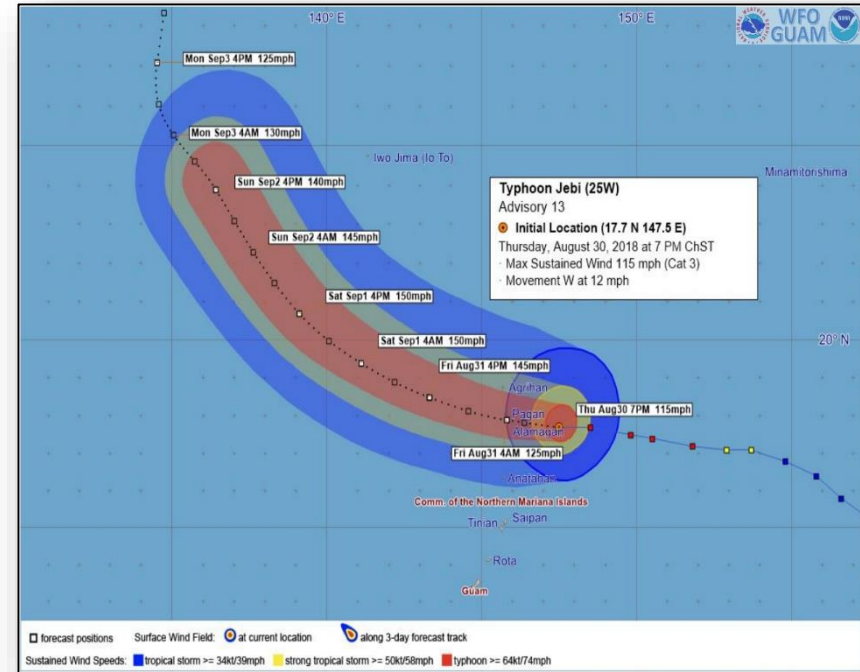 140° E
150° E
WFO
GUAM
Mon Sep3 4PM 125mph
Mon Sep3 4AM 130mph
Iwo Jima (Io To)
Minamitorishima
Sun Sep2 4PM 140mph
Typhoon Jebi (25W)
Advisory 13
Initial Location (17.7 N 147.5 E)
Thursday, August 30, 2018 at 7 PM ChST
· Max Sustained Wind 115 mph (Cat 3)
· Movement W at 12 mph
Sun Sep2 4AM 145mph
Sat Sep1 4PM 150mph
Sat Sep1 4AM 150mph
20° N
Fri Aug31 4PM 145mph
Agrihan
Thu Aug30 7PM 115mph
Pagan
Alamagan
Fri Aug31 4AM 125mph
Anatahan
Comm. of the Northern Mariana Islands
Saipan
Tinian
Rota
Guam
forecast positions Surface Wind Field: at current location along 3-day forecast track
Sustained Wind Speeds: tropical storm >= 34kt/39mph strong tropical storm >= 50kt/58mph typhoon >= 64kt/74mph